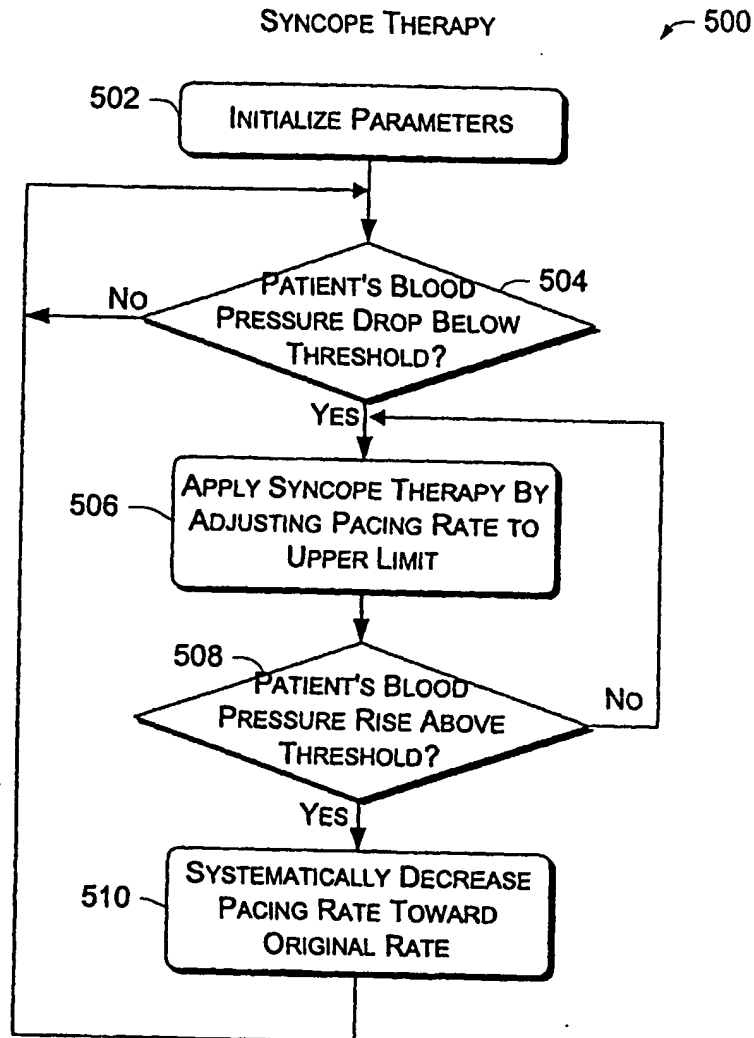 SYNCOPE THERAPY
500
502
INITIALIZE PARAMETERS
504
PATIENT'S BLOOD
PRESSURE DROP BELOW
THRESHOLD?
NO
YES
506
APPLY SYNCOPE THERAPY BY
ADJUSTING PACING RATE TO
UPPER LIMIT
508
PATIENT'S BLOOD
PRESSURE RISE ABOVE
THRESHOLD?
NO
YES
510
SYSTEMATICALLY DECREASE
PACING RATE TOWARD
ORIGINAL RATE